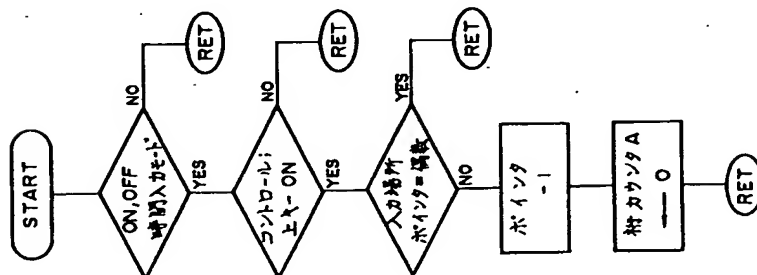 START
ON,OFF
時間入力モード
NO
RET
YES
コントロール;
上キーON
NO
RET
YES
入力場所
ポインタ=偶数
YES
RET
NO
ポインタ
-1
桁カウンタA
— 0
RET